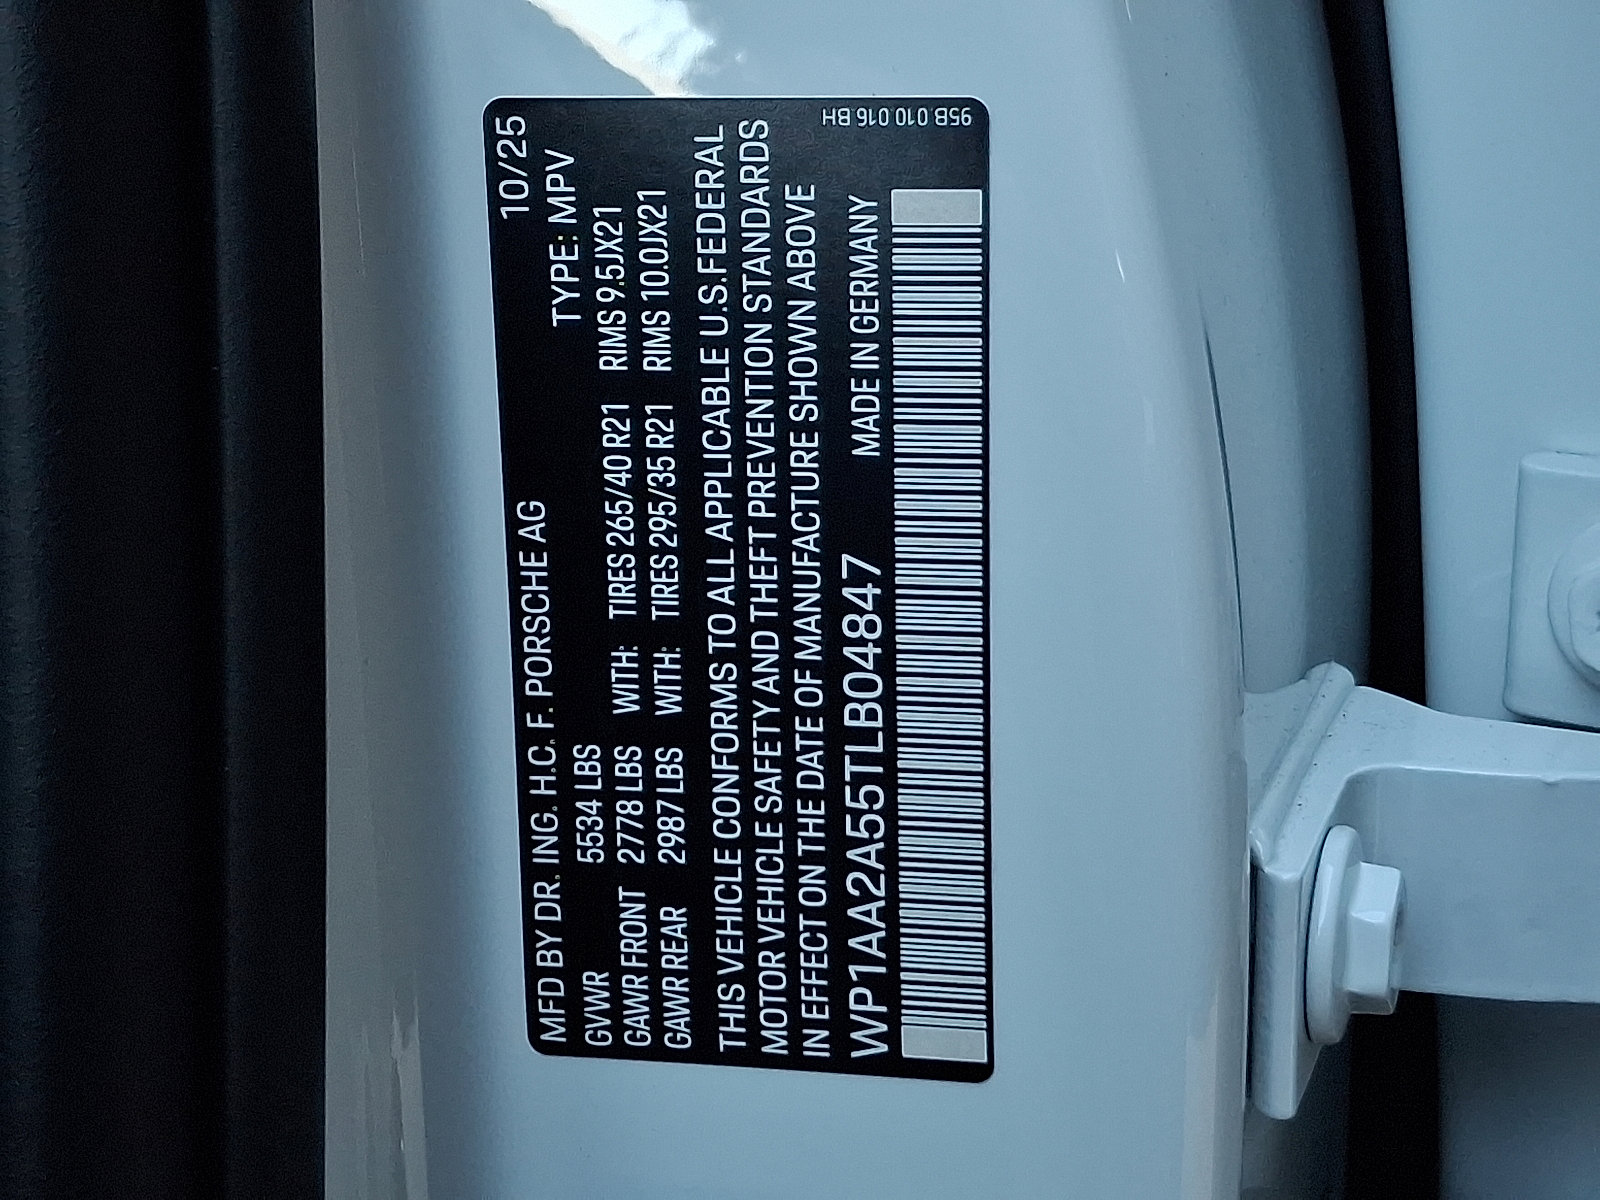 MFD BY DR. ING. H.C. F. PORSCHE AG 10/25
TYPE: MPV
GVWR 5534 LBS
GAWR FRONT 2778 LBS WITH: TIRES 265/40 R21 RIMS 9.5JX21
GAWR REAR 2987 LBS WITH: TIRES 295/35 R21 RIMS 10.0JX21
THIS VEHICLE CONFORMS TO ALL APPLICABLE U.S.FEDERAL
MOTOR VEHICLE SAFETY AND THEFT PREVENTION STANDARDS
IN EFFECT ON THE DATE OF MANUFACTURE SHOWN ABOVE
WP1AA2A55TLB04847 MADE IN GERMANY
95B.010.016.BH